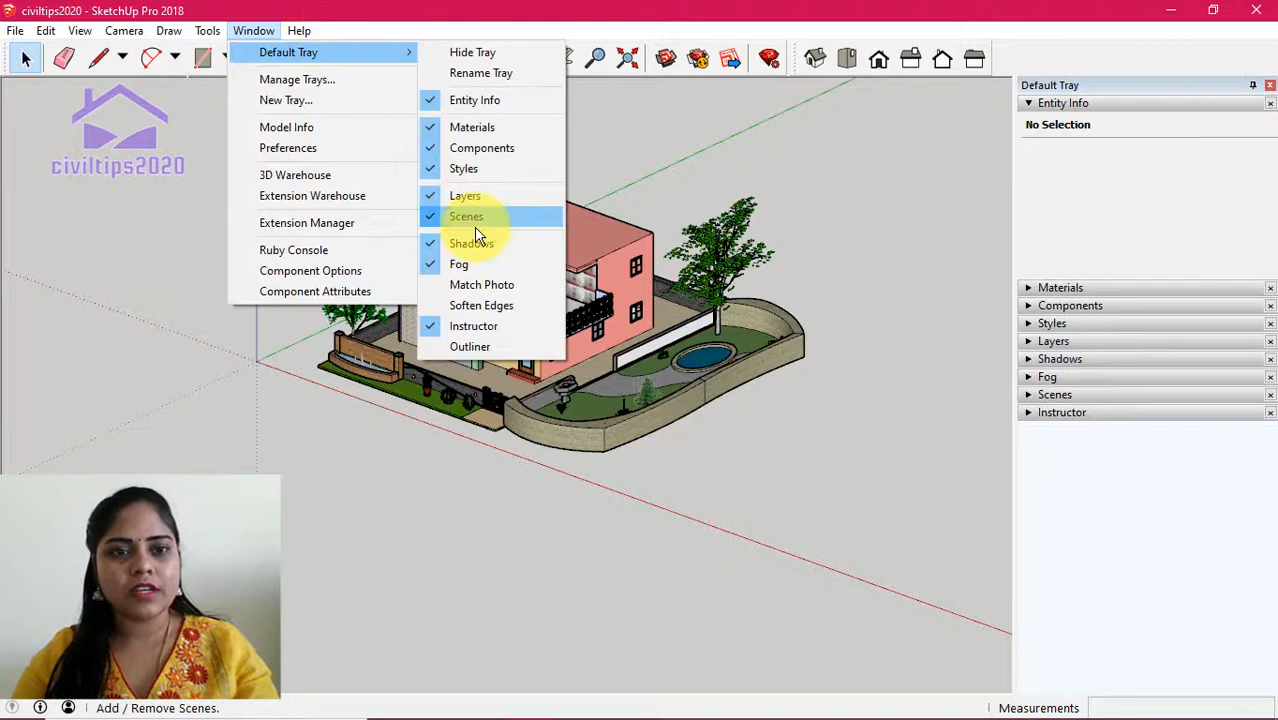 civiltips2020 - SketchUp Pro 2018
File Edit View Camera Draw Tools Window Help
civiltips2020
Default Tray
Manage Trays...
New Tray...
Model Info
Preferences
3D Warehouse
Extension Warehouse
Extension Manager
Ruby Console
Component Options
Component Attributes
Hide Tray
Rename Tray
Entity Info
Materials
Components
Styles
Layers
Scenes
Shadows
Fog
Match Photo
Soften Edges
Instructor
Outliner
Default Tray
Entity Info
No Selection
Materials
Components
Styles
Layers
Shadows
Fog
Scenes
Instructor
Add / Remove Scenes.
Measurements